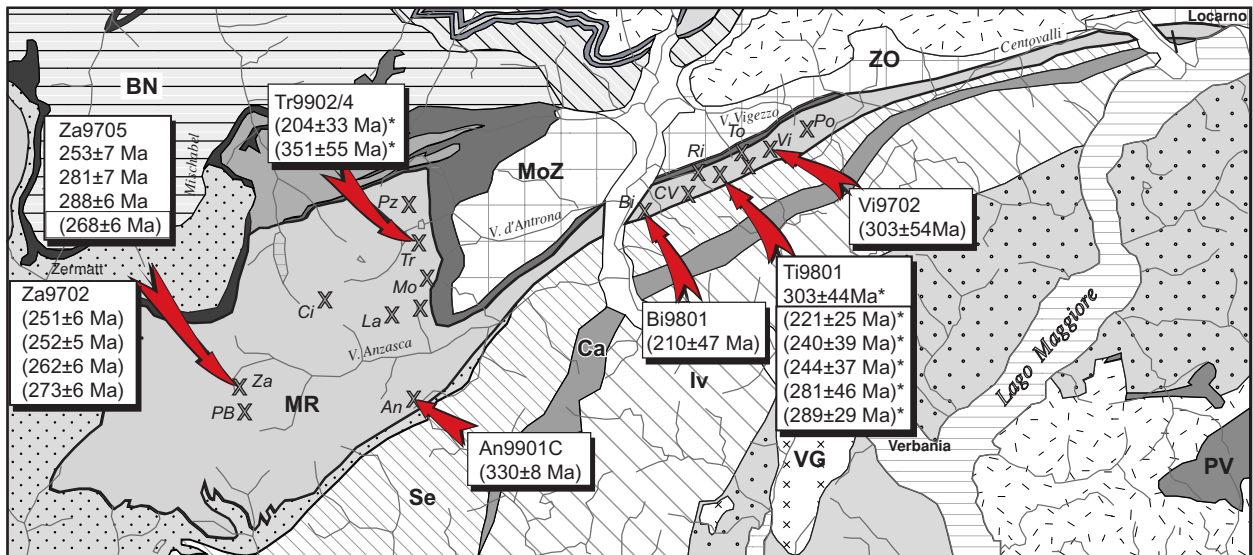 Locarno
BN
ZO
Centovalli
Tr9902/4
(204±33 Ma)*
(351±55 Ma)*
Za9705
253±7 Ma
281±7 Ma
288±6 Ma
(268±6 Ma)
Mischabel
V. Vigezzo
To
Po
Vi
Ri
MoZ
CV
Bi
Pz
V. d'Antrona
Tr
Vi9702
(303±54Ma)
Zermatt
Mo
Ti9801
303±44Ma*
(221±25 Ma)*
(240±39 Ma)*
(244±37 Ma)*
(281±46 Ma)*
(289±29 Ma)*
Za9702
(251±6 Ma)
(252±5 Ma)
(262±6 Ma)
(273±6 Ma)
Ci
La
Bi9801
(210±47 Ma)
Lago Maggiore
V. Anzasca
Ca
Iv
Za
PB
MR
An
An9901C
(330±8 Ma)
Verbania
VG
PV
Se